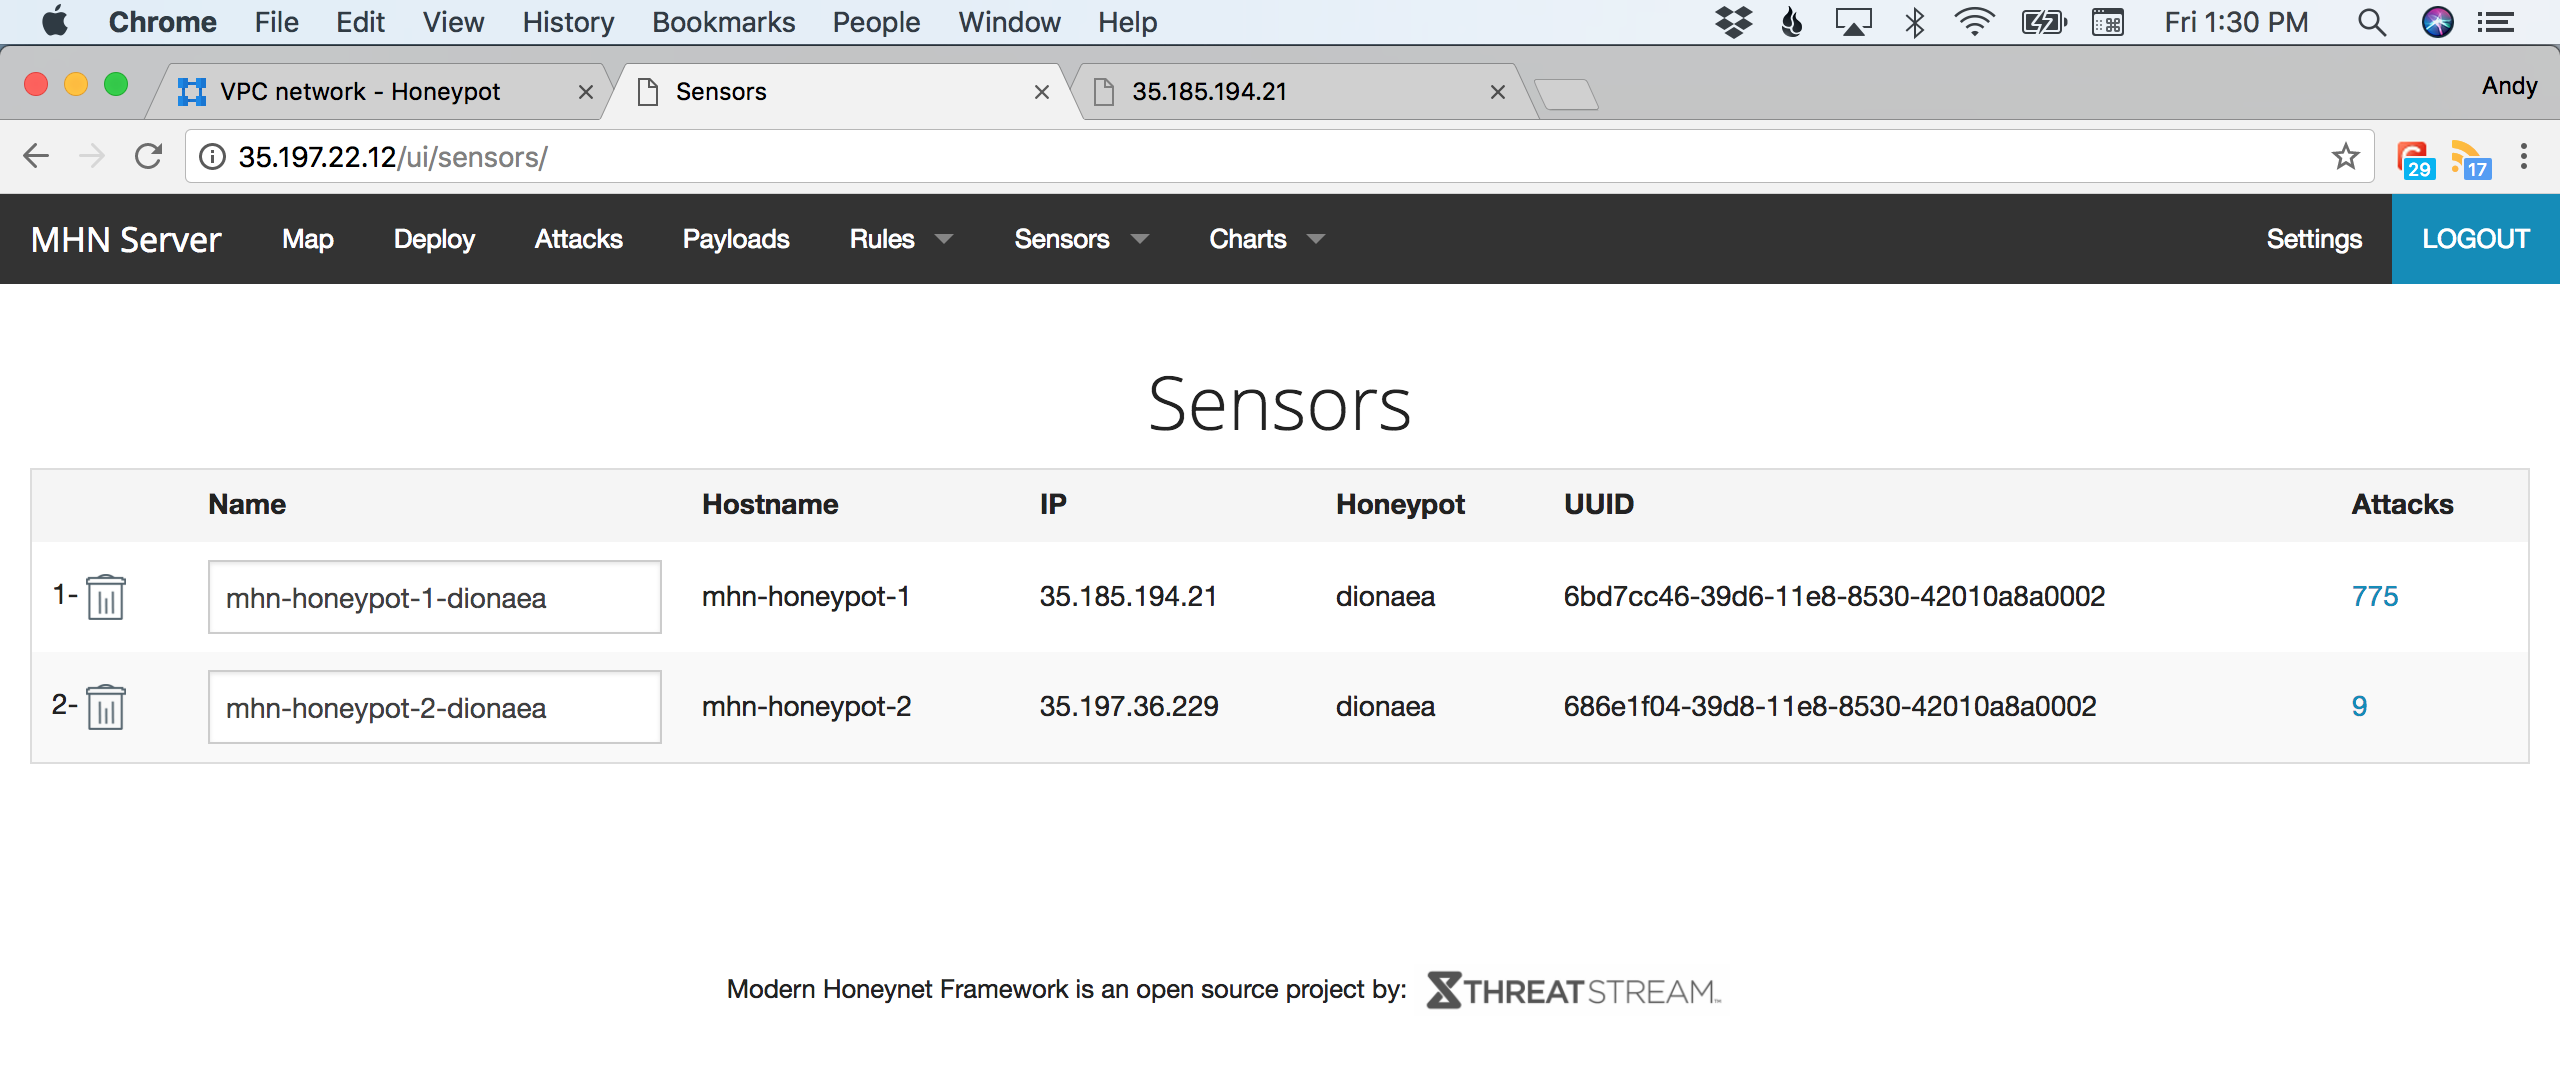 Chrome File Edit View History Bookmarks People Window Help Fri 1:30 PM
VPC network - Honeypot Sensors 35.185.194.21 Andy
35.197.22.12/ui/sensors/ 29 17
MHN Server Map Deploy Attacks Payloads Rules Sensors Charts Settings LOGOUT
Sensors
Name Hostname IP Honeypot UUID Attacks
1- mhn-honeypot-1-dionaea mhn-honeypot-1 35.185.194.21 dionaea 6bd7cc46-39d6-11e8-8530-42010a8a0002 775
2- mhn-honeypot-2-dionaea mhn-honeypot-2 35.197.36.229 dionaea 686e1f04-39d8-11e8-8530-42010a8a0002 9
Modern Honeynet Framework is an open source project by: THREATSTREAM™